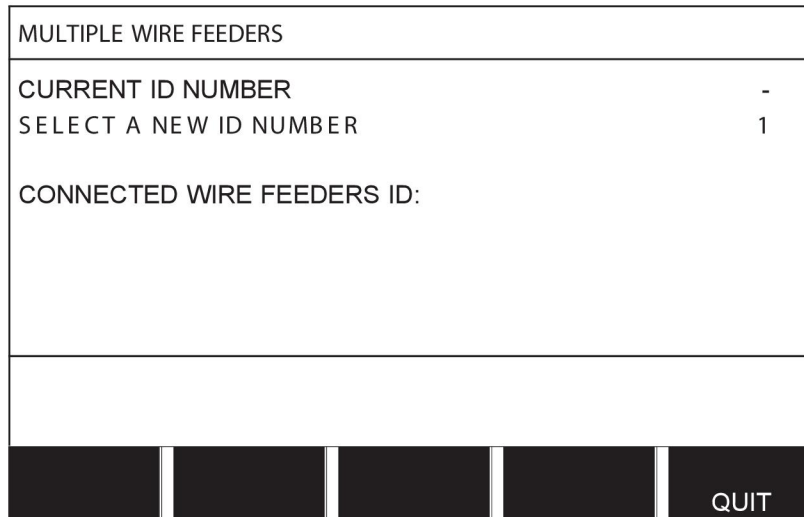 MULTIPLE WIRE FEEDERS
CURRENT ID NUMBER -
SELECT A NEW ID NUMBER 1
CONNECTED WIRE FEEDERS ID:
QUIT